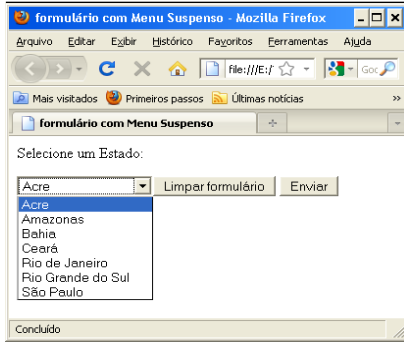 formulário com Menu Suspenso - Mozilla Firefox
Arquivo Editar Exibir Histórico Favoritos Ferramentas Ajuda
file:///E:/ Goo
Mais visitados Primeiros passos Últimas notícias »
formulário com Menu Suspenso
Selecione um Estado:
Acre Limpar formulário Enviar
Acre
Amazonas
Bahia
Ceará
Rio de Janeiro
Rio Grande do Sul
São Paulo
Concluído